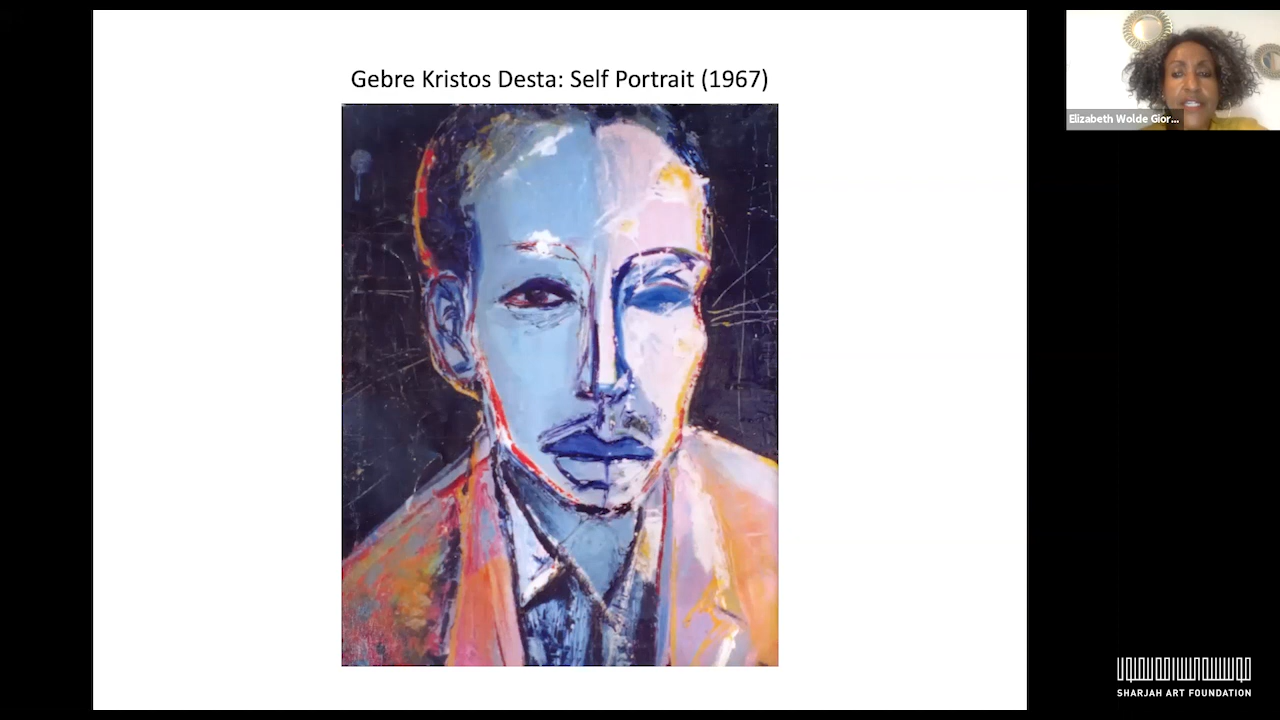 Gebre Kristos Desta: Self Portrait (1967)
Elizabeth Wolde Gior...
SHARJAH ART FOUNDATION